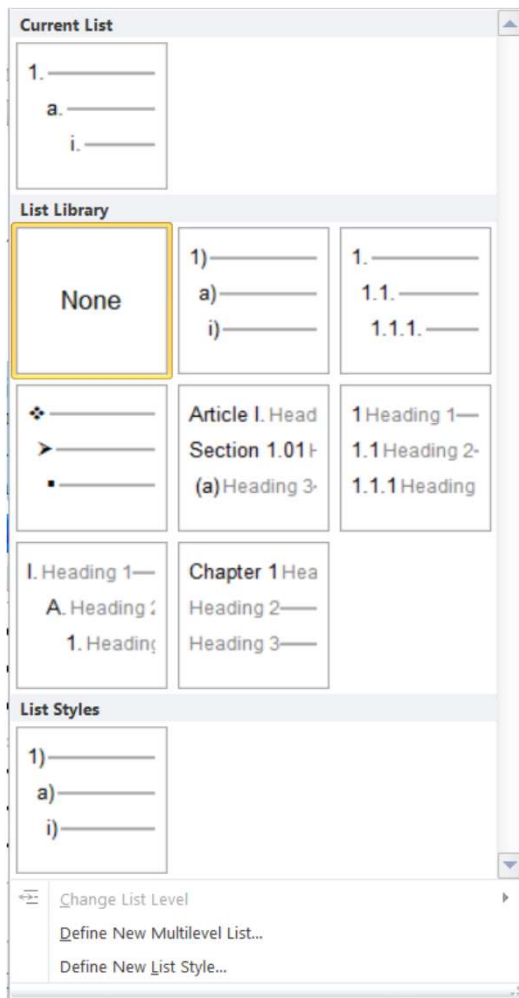 Current List
1.
a.
i.
List Library
None
1)
a)
i)
1.
1.1.
1.1.1.
Article I. Head
Section 1.01
(a) Heading 3
1 Heading 1
1.1 Heading 2
1.1.1 Heading
I. Heading 1
A. Heading 2
1. Heading
Chapter 1 Hea
Heading 2
Heading 3
List Styles
1)
a)
i)
Change List Level
Define New Multilevel List...
Define New List Style...